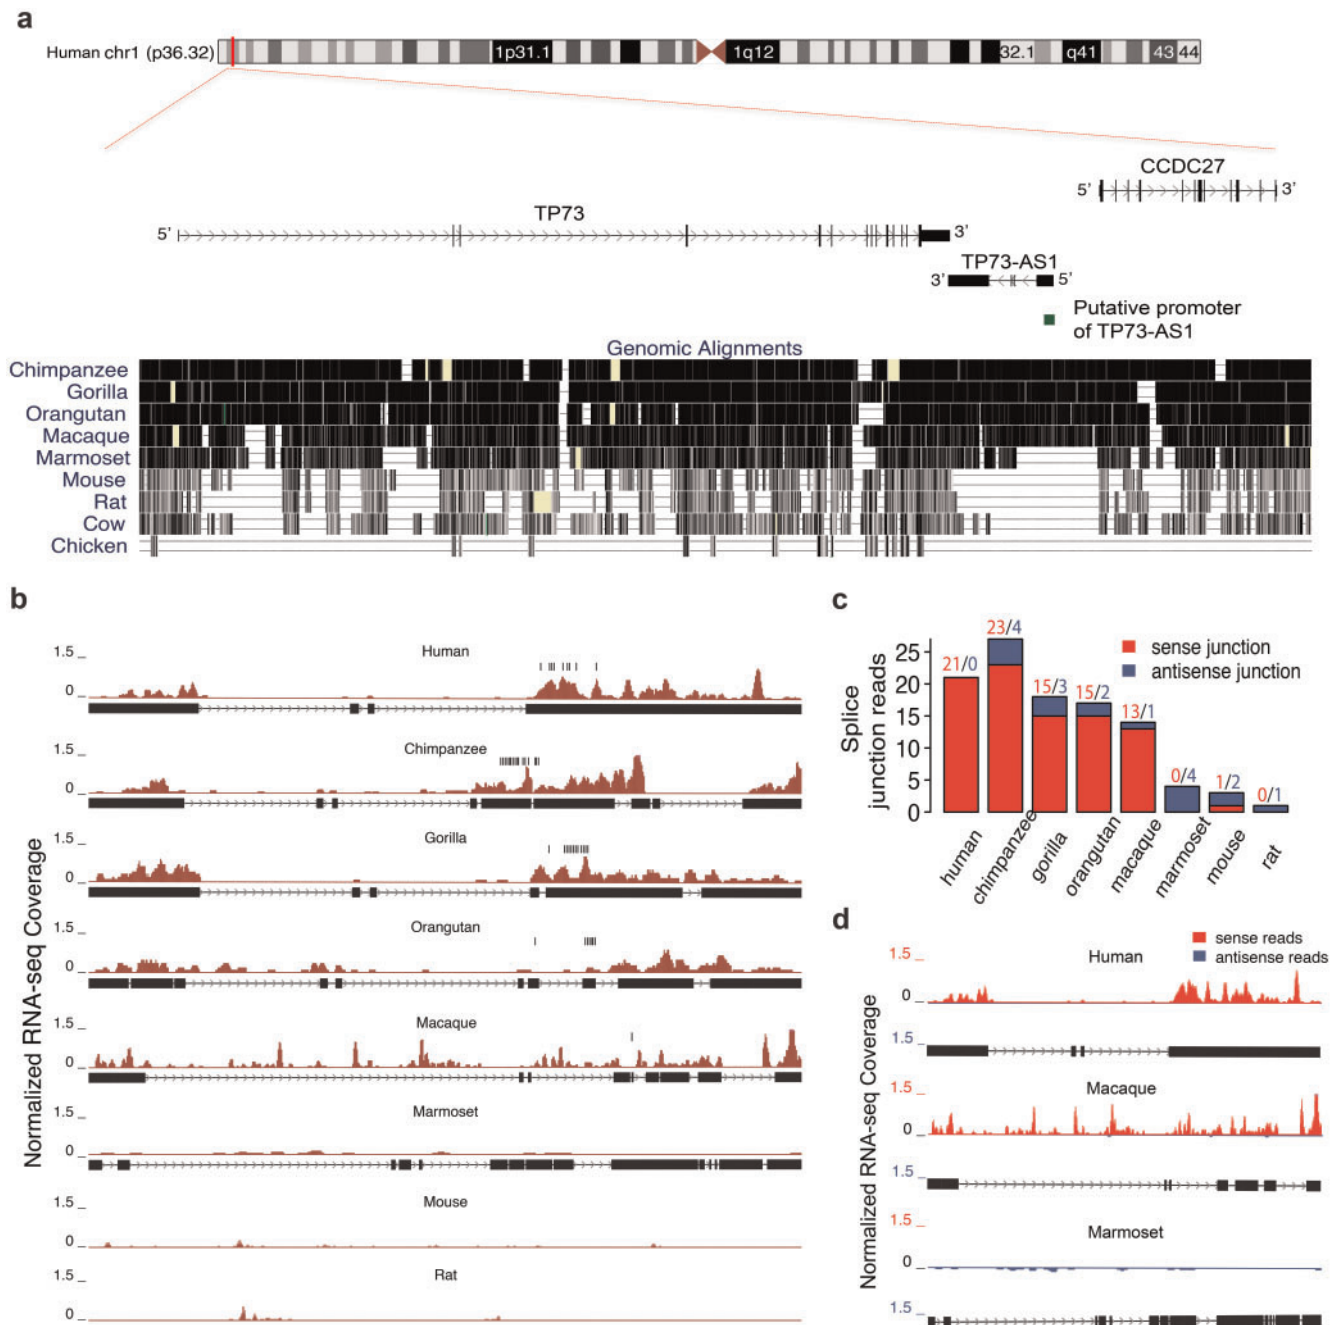 a
Human chr1 (p36.32)
1p31.1
1q12
32.1
q41
43
44
CCDC27
5’
3’
TP73
5’
3’
TP73-AS1
3’
5’
Putative promoter
of TP73-AS1
Genomic Alignments
Chimpanzee
Gorilla
Orangutan
Macaque
Marmoset
Mouse
Rat
Cow
Chicken
b
Normalized RNA-seq Coverage
Human
1.5
0
Chimpanzee
1.5
0
Gorilla
1.5
0
Orangutan
1.5
0
Macaque
1.5
0
Marmoset
1.5
0
Mouse
1.5
0
Rat
1.5
0
c
Splice
junction reads
25
20
15
10
5
0
21/0
23/4
15/3
15/2
13/1
0/4
1/2
0/1
sense junction
antisense junction
human
chimpanzee
gorilla
orangutan
macaque
marmoset
mouse
rat
d
Normalized RNA-seq Coverage
sense reads
antisense reads
Human
1.5
0
1.5
Macaque
1.5
0
1.5
Marmoset
1.5
0
1.5